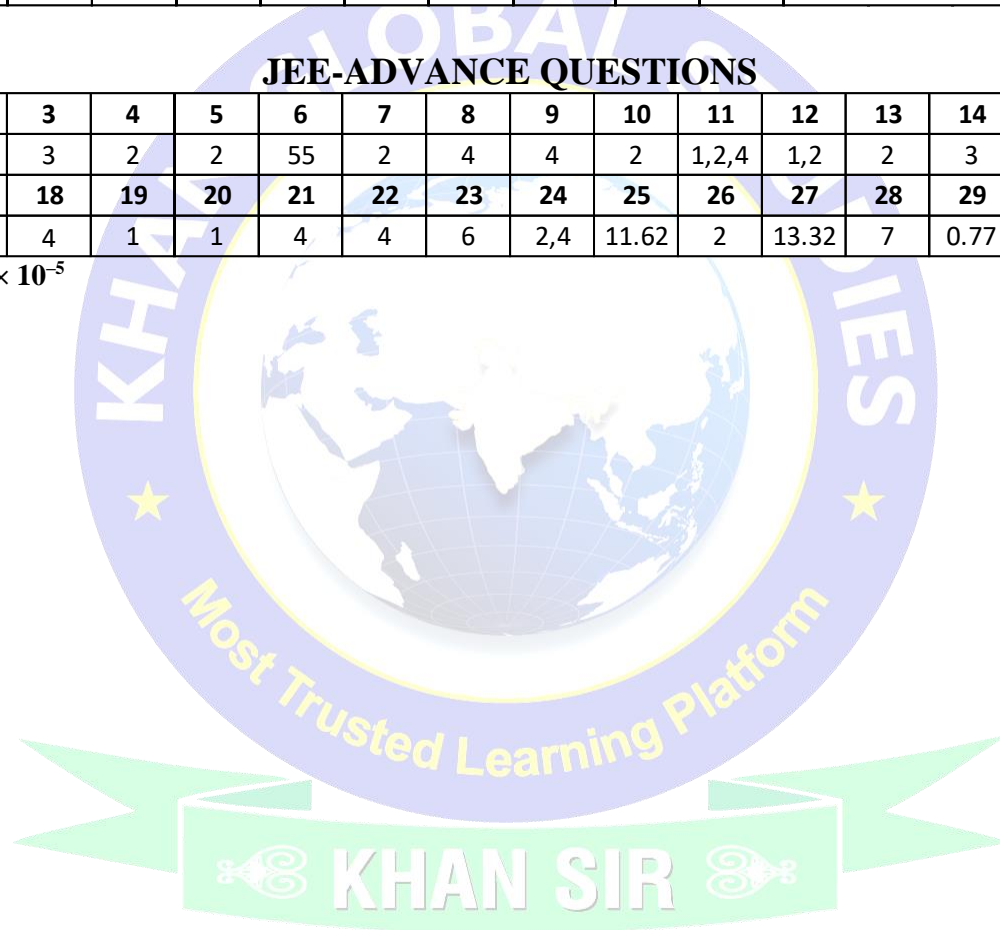 JEE-ADVANCE QUESTIONS
3 4 5 6 7 8 9 10 11 12 13 14
3 2 2 55 2 4 4 2 1,2,4 1,2 2 3
18 19 20 21 22 23 24 25 26 27 28 29
4 1 1 4 4 6 2,4 11.62 2 13.32 7 0.77
× 10⁻⁵
KHAN GLOBAL STUDIES
Most Trusted Learning Platform
KHAN SIR